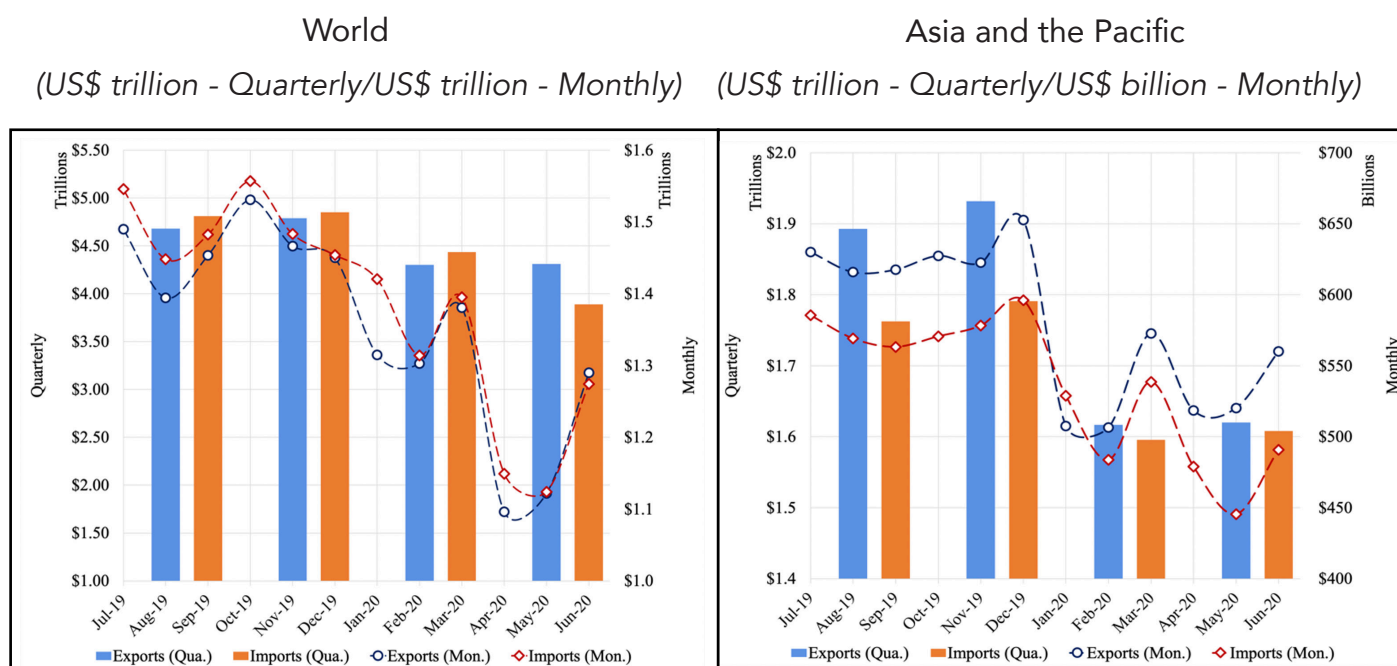 World
(US$ trillion - Quarterly/US$ trillion - Monthly)
Trillions
Quarterly
$5.50
$5.00
$4.50
$4.00
$3.50
$3.00
$2.50
$2.00
$1.50
$1.00
$1.6
$1.5
$1.4
$1.3
$1.2
$1.1
$1.0
Trillions
Monthly
Jul-19
Aug-19
Sep-19
Oct-19
Nov-19
Dec-19
Jan-20
Feb-20
Mar-20
Apr-20
May-20
Jun-20
Exports (Qua.) Imports (Qua.) Exports (Mon.) Imports (Mon.)
Asia and the Pacific
(US$ trillion - Quarterly/US$ billion - Monthly)
Trillions
Quarterly
$2.0
$1.9
$1.8
$1.7
$1.6
$1.5
$1.4
$700
$650
$600
$550
$500
$450
$400
Billions
Monthly
Jul-19
Aug-19
Sep-19
Oct-19
Nov-19
Dec-19
Jan-20
Feb-20
Mar-20
Apr-20
May-20
Jun-20
Exports (Qua.) Imports (Qua.) Exports (Mon.) Imports (Mon.)